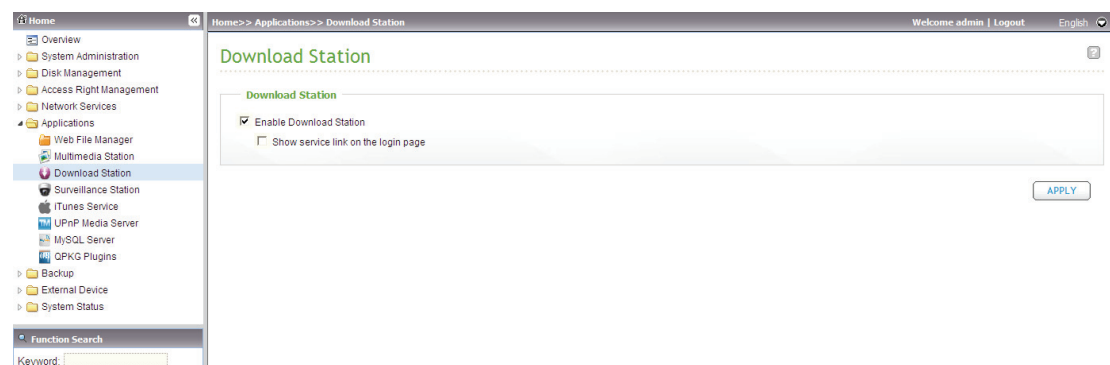 Home
Home>> Applications>> Download Station
Welcome admin | Logout
English
Overview
System Administration
Disk Management
Access Right Management
Network Services
Applications
Web File Manager
Multimedia Station
Download Station
Surveillance Station
iTunes Service
UPnP Media Server
MySQL Server
QPKG Plugins
Backup
External Device
System Status
Function Search
Keyword:
Download Station
?
Download Station
Enable Download Station
Show service link on the login page
APPLY